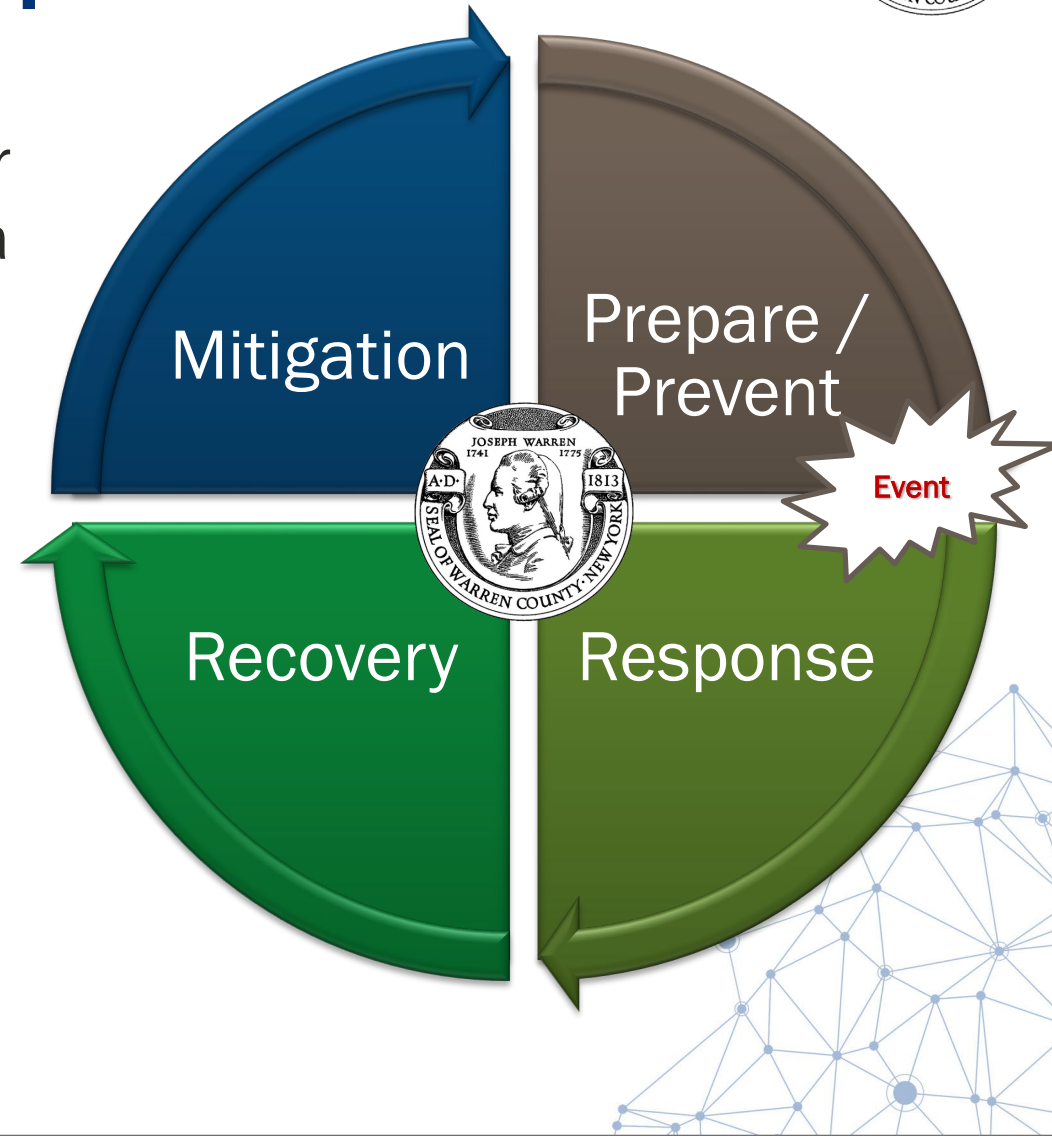 Mitigation
Prepare /
Prevent
Event
JOSEPH WARREN
1741 1775
A·D· 1813
SEAL OF WARREN COUNTY·NEW YORK
Recovery
Response
r
a